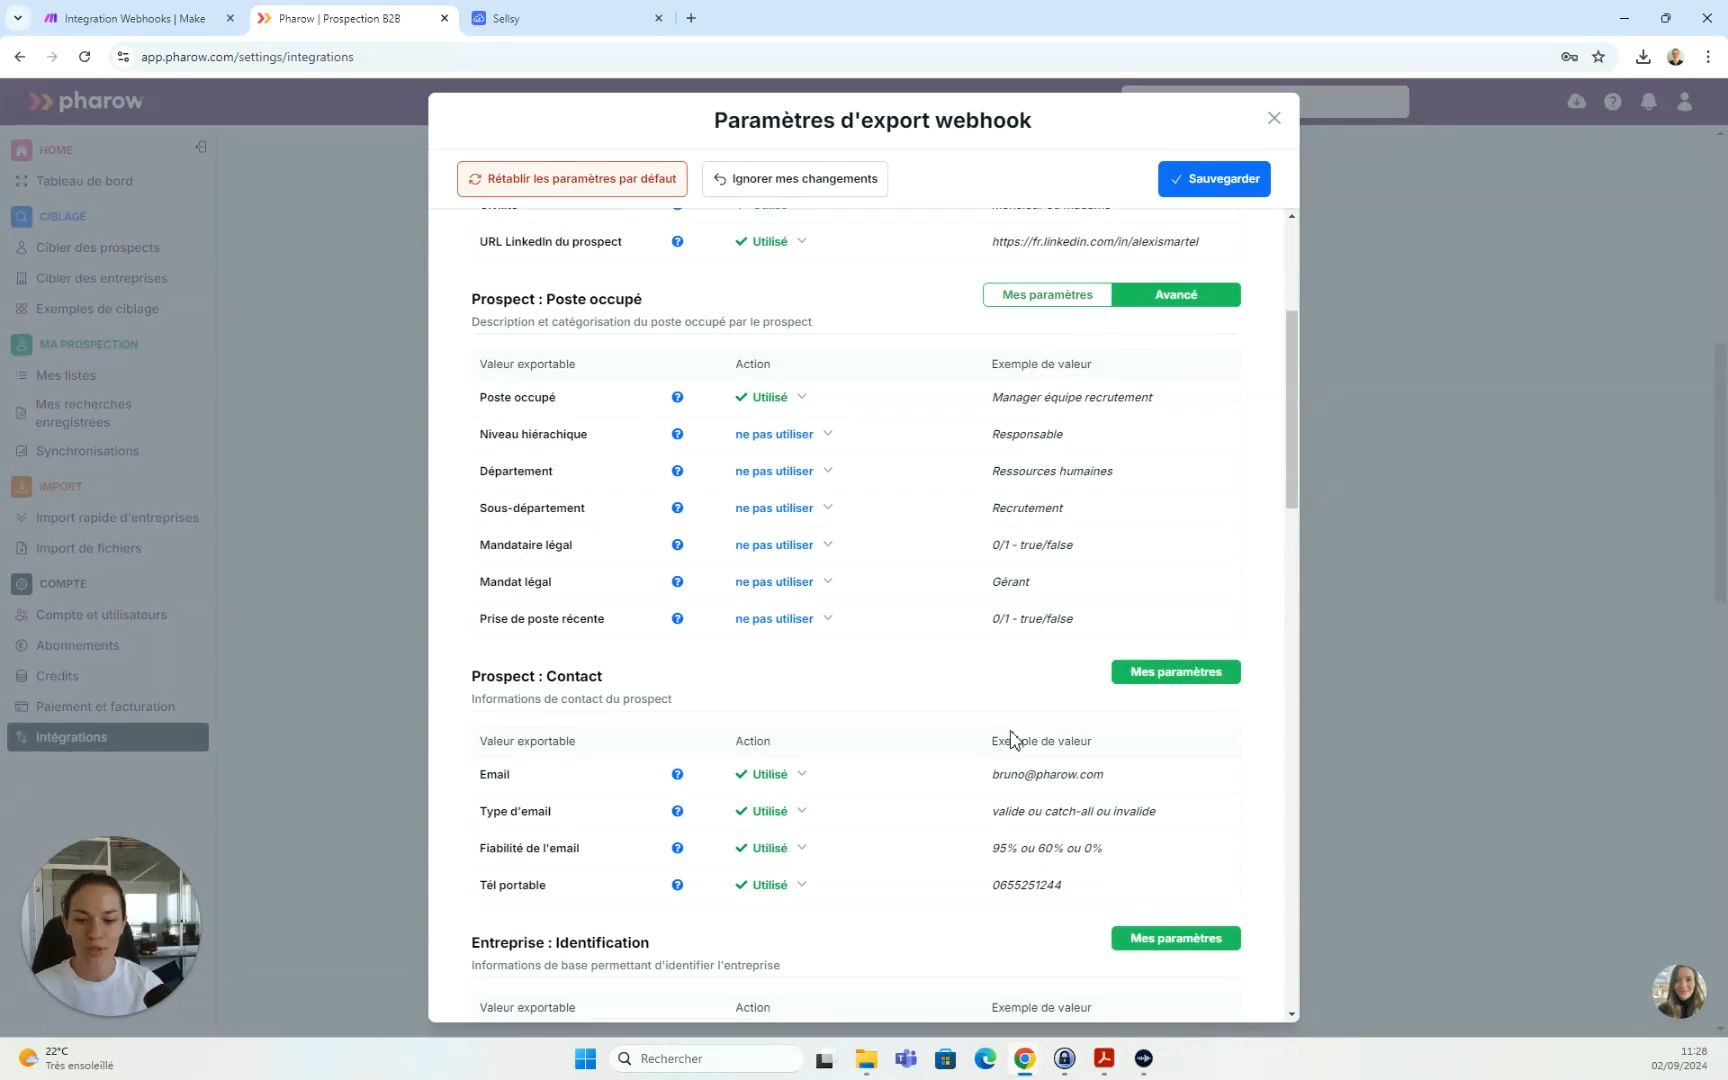 Integration Webhooks | Make
Pharow | Prospection B2B
Sellsy
app.pharow.com/settings/integrations
pharow
HOME
Tableau de bord
CIBLAGE
Cibler des prospects
Cibler des entreprises
Exemples de ciblage
MA PROSPECTION
Mes listes
Mes recherches
enregistrées
Synchronisations
IMPORT
Import rapide d'entreprises
Import de fichiers
COMPTE
Compte et utilisateurs
Abonnements
Crédits
Paiement et facturation
Intégrations
Paramètres d'export webhook
Rétablir les paramètres par défaut
Ignorer mes changements
Sauvegarder
URL LinkedIn du prospect Utilisé https://fr.linkedin.com/in/alexismartel
Prospect : Poste occupé
Mes paramètres Avancé
Description et catégorisation du poste occupé par le prospect
Valeur exportable Action Exemple de valeur
Poste occupé Utilisé Manager équipe recrutement
Niveau hiérachique ne pas utiliser Responsable
Département ne pas utiliser Ressources humaines
Sous-département ne pas utiliser Recrutement
Mandataire légal ne pas utiliser 0/1 - true/false
Mandat légal ne pas utiliser Gérant
Prise de poste récente ne pas utiliser 0/1 - true/false
Prospect : Contact
Mes paramètres
Informations de contact du prospect
Valeur exportable Action Exemple de valeur
Email Utilisé bruno@pharow.com
Type d'email Utilisé valide ou catch-all ou invalide
Fiabilité de l'email Utilisé 95% ou 60% ou 0%
Tél portable Utilisé 0655251244
Entreprise : Identification
Mes paramètres
Informations de base permettant d'identifier l'entreprise
Valeur exportable Action Exemple de valeur
22°C
Très ensoleillé
Rechercher
11:28
02/09/2024